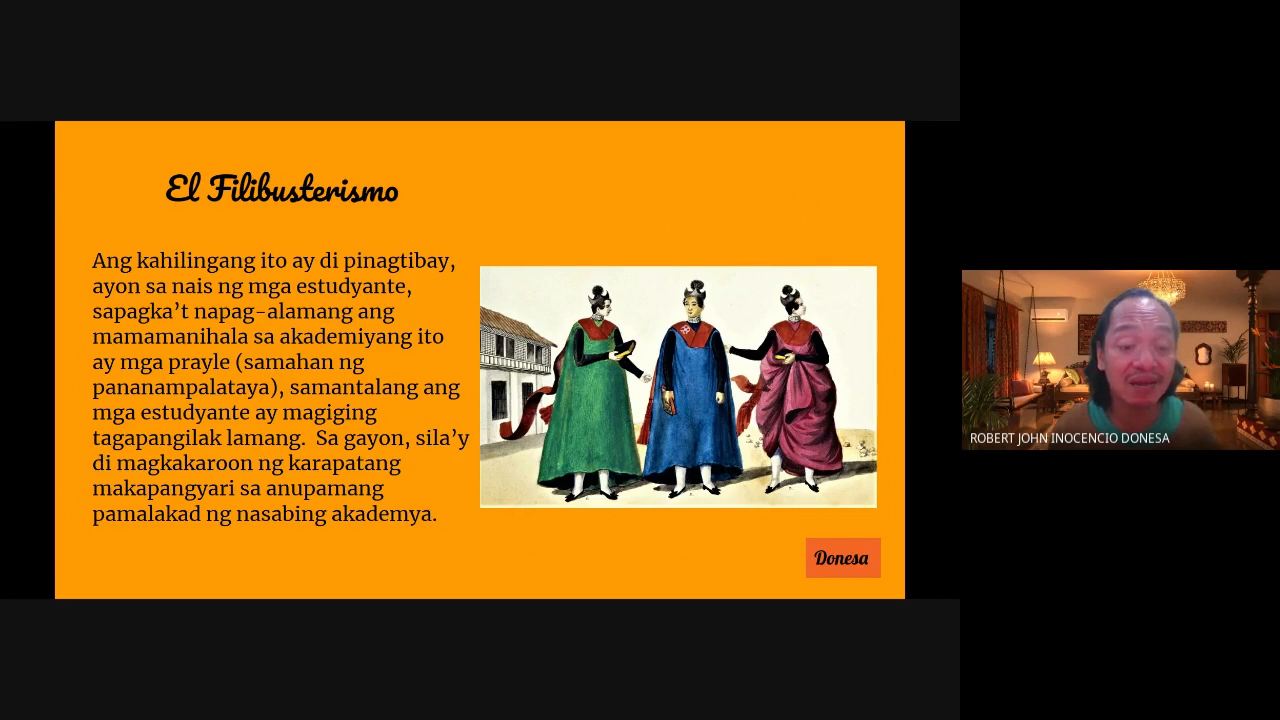 El Filibusterismo
Ang kahilingang ito ay di pinagtibay,
ayon sa nais ng mga estudyante,
sapagka’t napag-alamang ang
mamamanihala sa akademiyang ito
ay mga prayle (samahan ng
pananampalataya), samantalang ang
mga estudyante ay magiging
tagapangilak lamang.  Sa gayon, sila’y
di magkakaroon ng karapatang
makapangyari sa anupamang
pamalakad ng nasabing akademya.
Donesa
ROBERT JOHN INOCENCIO DONESA